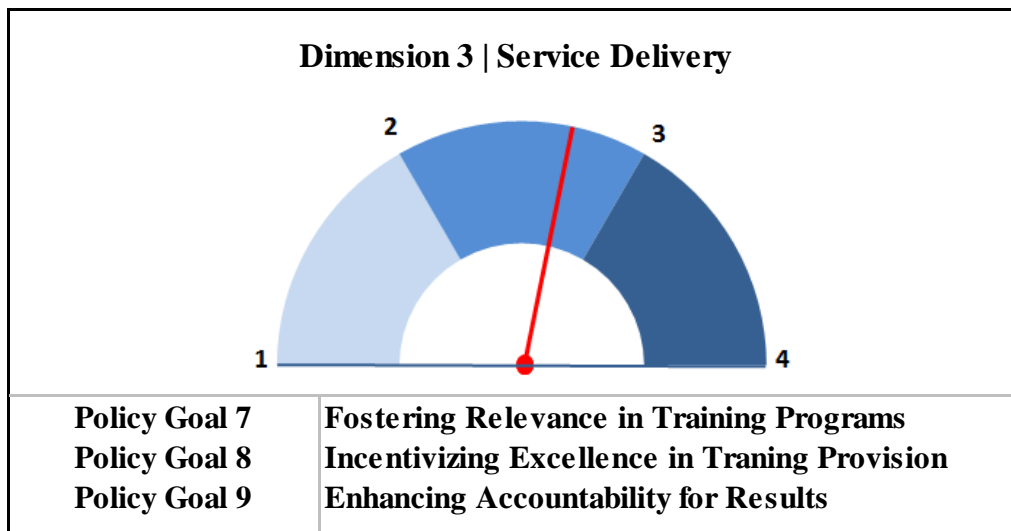 Dimension 3 | Service Delivery
2
3
1
4
Policy Goal 7 Fostering Relevance in Training Programs
Policy Goal 8 Incentivizing Excellence in Traning Provision
Policy Goal 9 Enhancing Accountability for Results